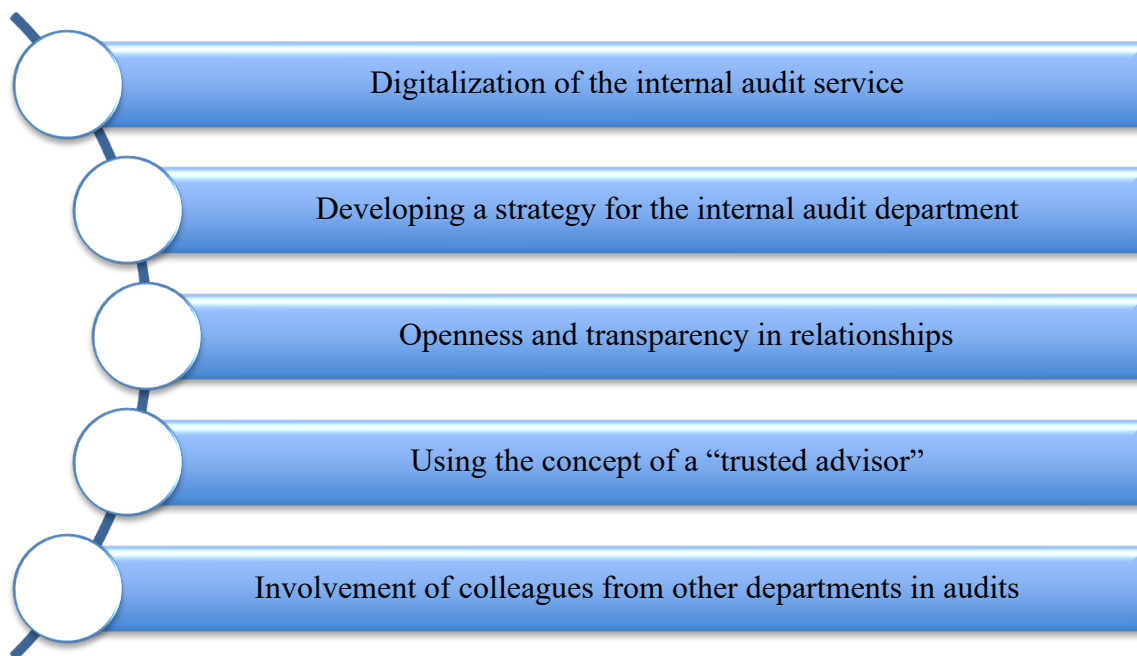 Digitalization of the internal audit service
Developing a strategy for the internal audit department
Openness and transparency in relationships
Using the concept of a “trusted advisor”
Involvement of colleagues from other departments in audits